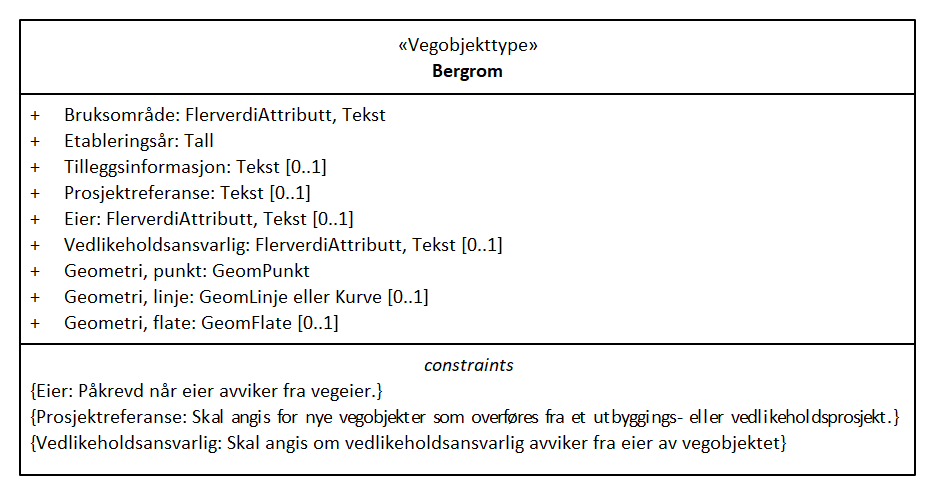 «Vegobjekttype»
Bergrom
+ Bruksområde: FlerverdiAttributt, Tekst
+ Etableringsår: Tall
+ Tilleggsinformasjon: Tekst [0..1]
+ Prosjektreferanse: Tekst [0..1]
+ Eier: FlerverdiAttributt, Tekst [0..1]
+ Vedlikeholdsansvarlig: FlerverdiAttributt, Tekst [0..1]
+ Geometri, punkt: GeomPunkt
+ Geometri, linje: GeomLinje eller Kurve [0..1]
+ Geometri, flate: GeomFlate [0..1]
constraints
{Eier: Påkrevd når eier avviker fra vegeier.}
{Prosjektreferanse: Skal angis for nye vegobjekter som overføres fra et utbyggings- eller vedlikeholdsprosjekt.}
{Vedlikeholdsansvarlig: Skal angis om vedlikeholdsansvarlig avviker fra eier av vegobjektet}